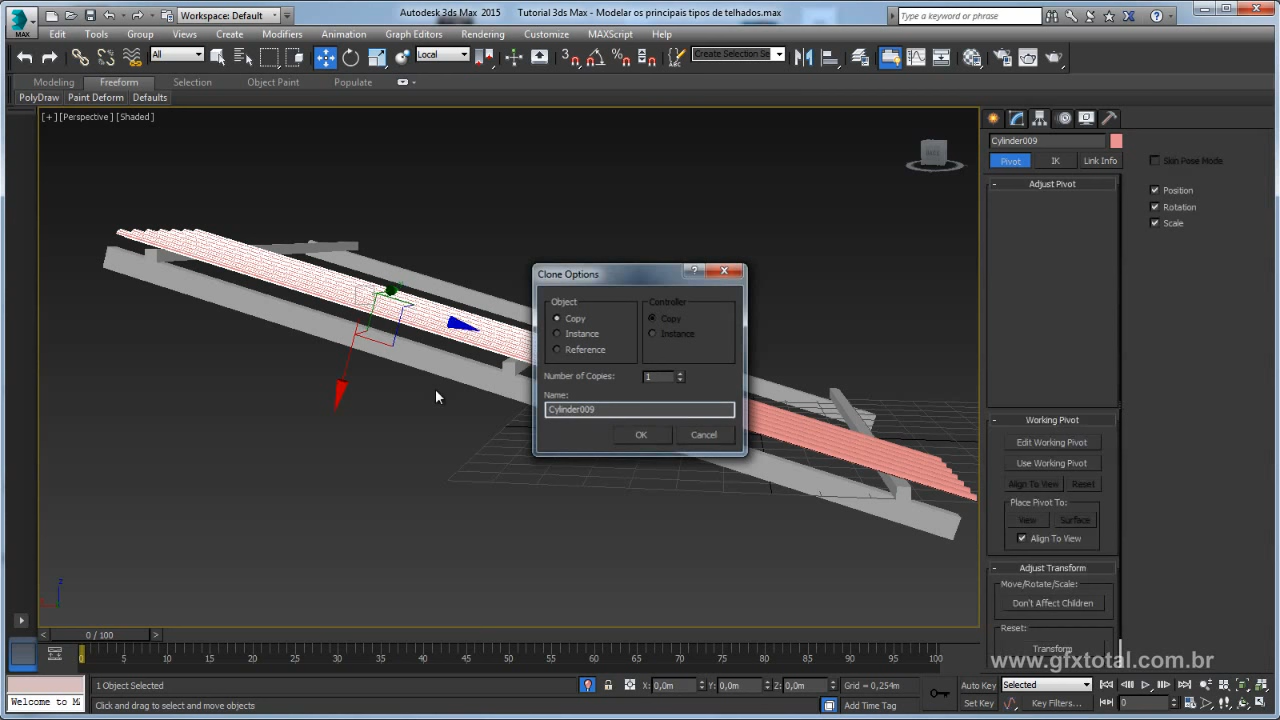 MAX
Workspace: Default
Autodesk 3ds Max 2015
Tutorial 3ds Max - Modelar os principais tipos de telhados.max
Type a keyword or phrase
Edit Tools Group Views Create Modifiers Animation Graph Editors Rendering Customize MAXScript Help
All
Local
3
Create Selection Se
Modeling Freeform Selection Object Paint Populate
PolyDraw Paint Deform Defaults
[+] [Perspective] [Shaded]
Cylinder009
Pivot IK Link Info
Skin Pose Mode
- Adjust Pivot
Position
Rotation
Scale
Clone Options
Object
Copy
Instance
Reference
Controller
Copy
Instance
Number of Copies: 1
Name:
Cylinder009
OK Cancel
- Working Pivot
Edit Working Pivot
Use Working Pivot
Align To View Reset
Place Pivot To:
View Surface
Align To View
- Adjust Transform
Move/Rotate/Scale:
Don't Affect Children
Reset:
Transform
z
< 0 / 100 >
0 5 10 15 20 25 30 35 40 45 50 55 60 65 70 75 80 85 90 95 100
www.gfxtotal.com.br
1 Object Selected
X: 0,0m Y: 0,0m Z: 0,0m Grid = 0,254m
Auto Key Selected
Welcome to M
Click and drag to select and move objects
Add Time Tag
Set Key Key Filters... 0